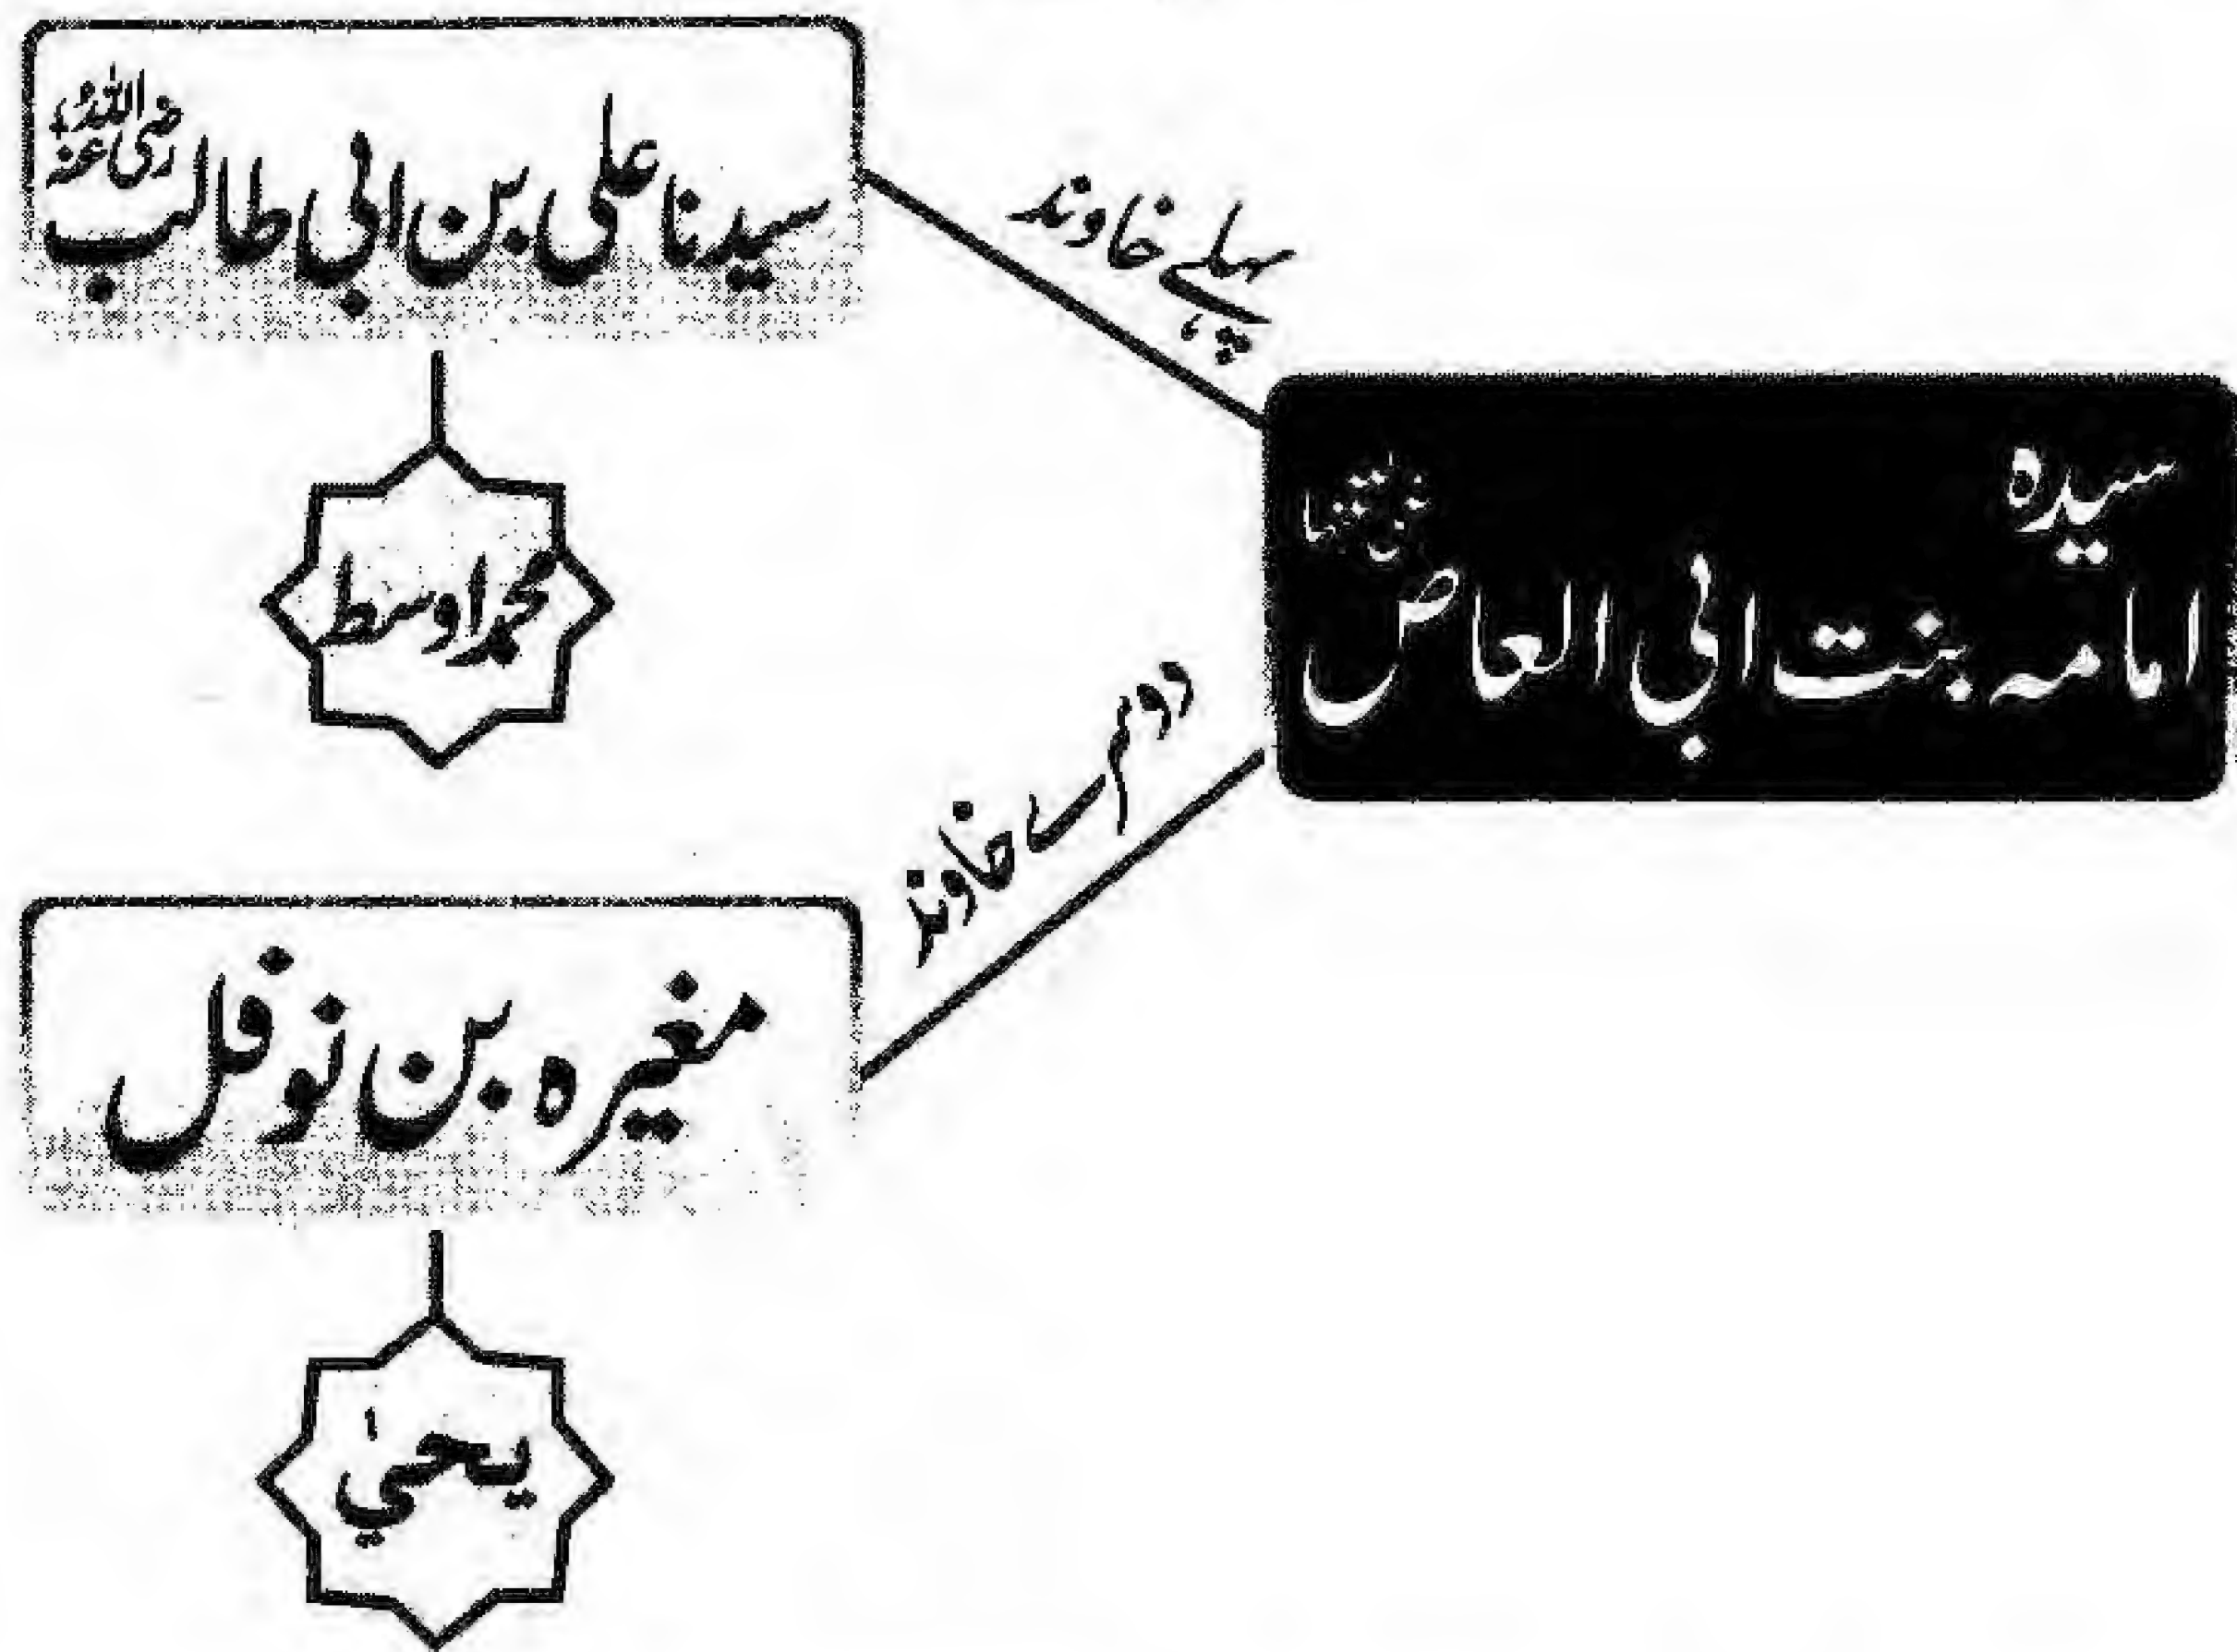 سیدہ
امامہ بنت ابی العاص رضی اللہ عنہا
پہلے خاوند
سیدنا علی بن ابی طالب رضی اللہ عنہ
محمد اوسط
دوسرے خاوند
مغیرہ بن نوفل
یحيٰ